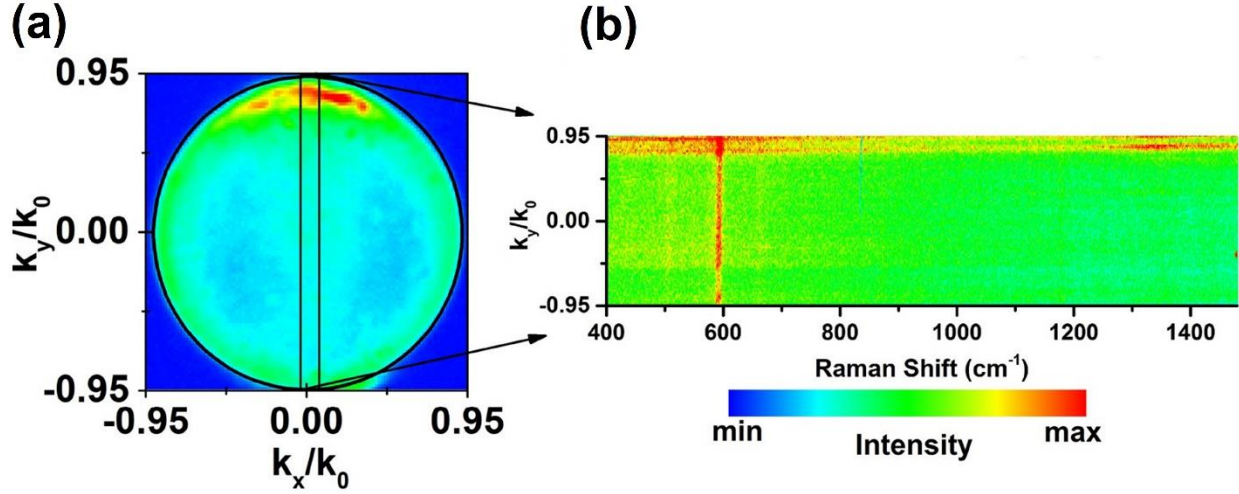 (a)
0.95
k_y/k_0
0.00
-0.95
-0.95 0.00 0.95
k_x/k_0
(b)
0.95
k_y/k_0
0.00
-0.95
400 600 800 1000 1200 1400
Raman Shift (cm⁻¹)
min Intensity max